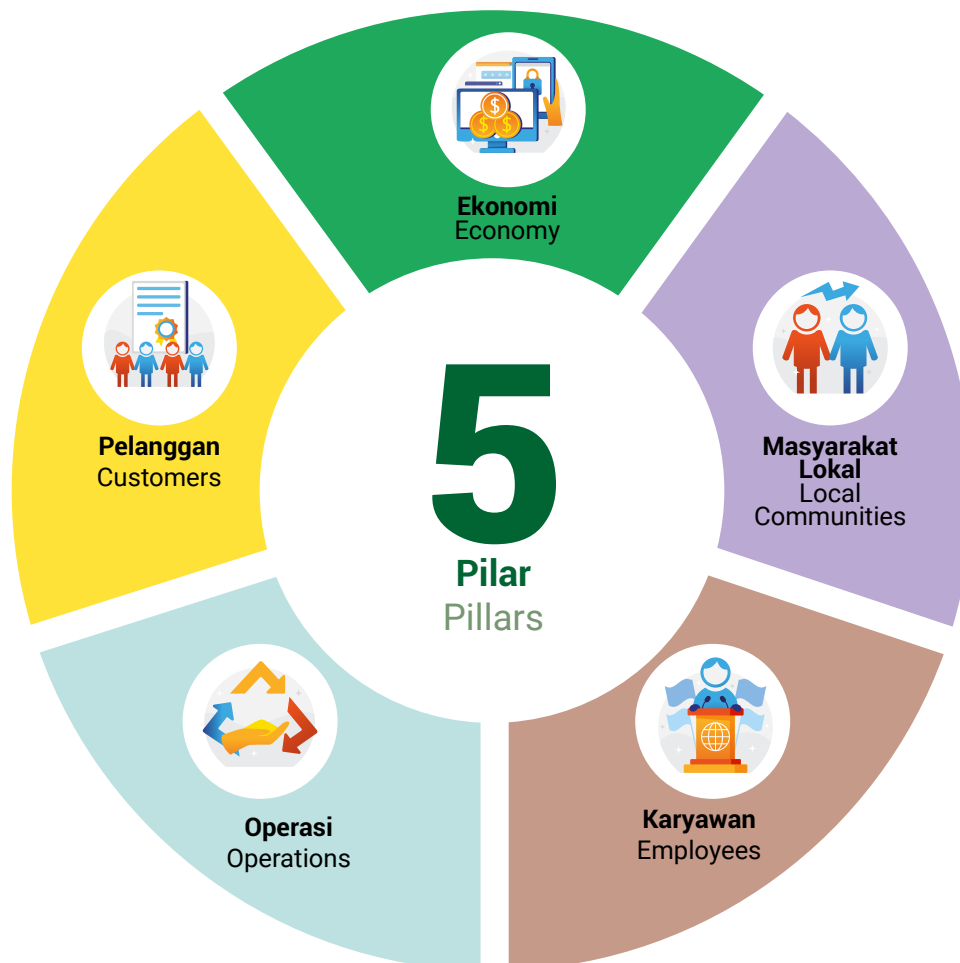 Ekonomi
Economy
Masyarakat
Lokal
Local
Communities
Karyawan
Employees
Operasi
Operations
Pelanggan
Customers
5
Pilar
Pillars